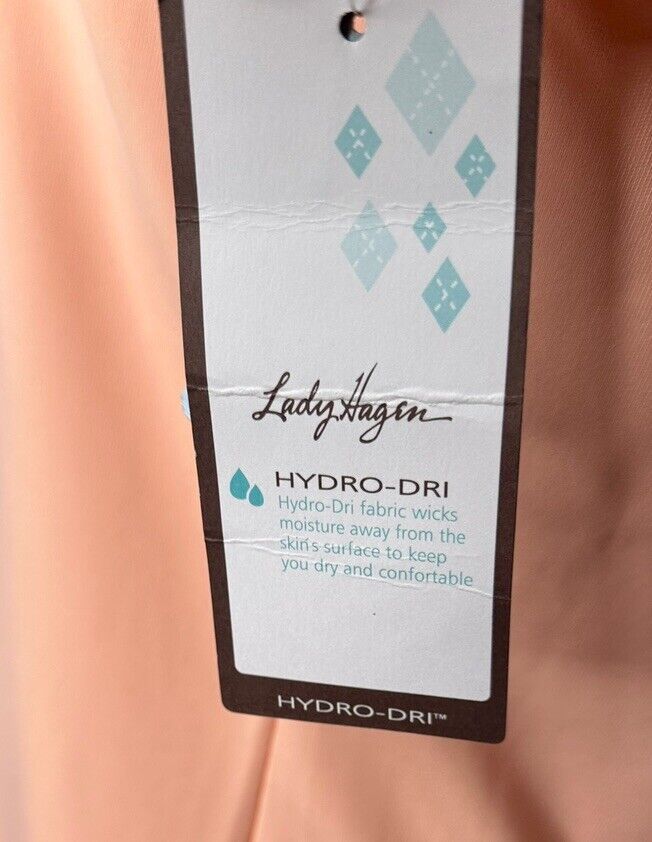 Lady Hagen
HYDRO-DRI
Hydro-Dri fabric wicks
moisture away from the
skin's surface to keep
you dry and confortable
HYDRO-DRI™